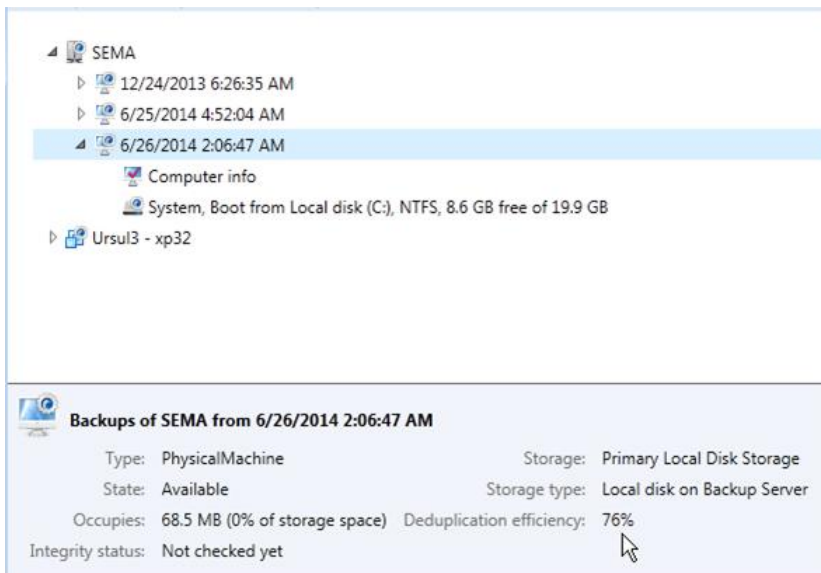 SEMA
12/24/2013 6:26:35 AM
6/25/2014 4:52:04 AM
6/26/2014 2:06:47 AM
Computer info
System, Boot from Local disk (C:), NTFS, 8.6 GB free of 19.9 GB
Ursul3 - xp32
Backups of SEMA from 6/26/2014 2:06:47 AM
Type: PhysicalMachine Storage: Primary Local Disk Storage
State: Available Storage type: Local disk on Backup Server
Occupies: 68.5 MB (0% of storage space) Deduplication efficiency: 76%
Integrity status: Not checked yet